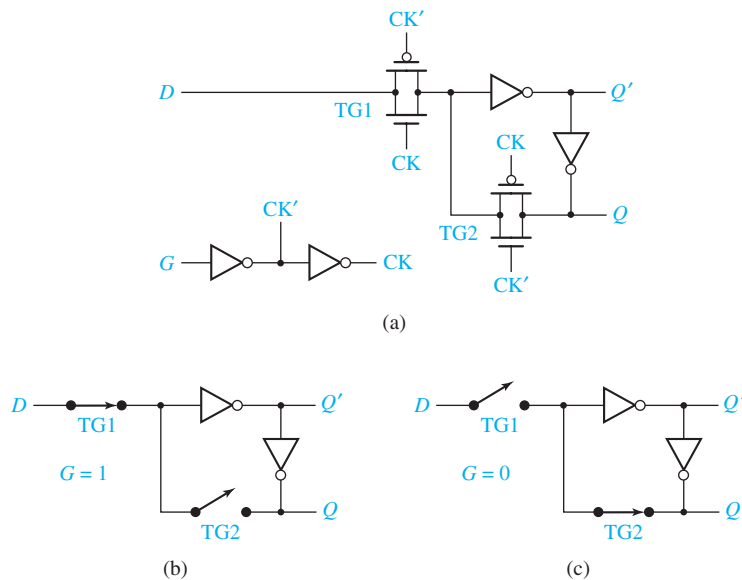 CK′
D
TG1
Q′
CK
CK
CK′
TG2
Q
G
CK
CK′
(a)
D
TG1
Q′
G = 1
TG2
Q
(b)
D
TG1
Q′
G = 0
TG2
Q
(c)